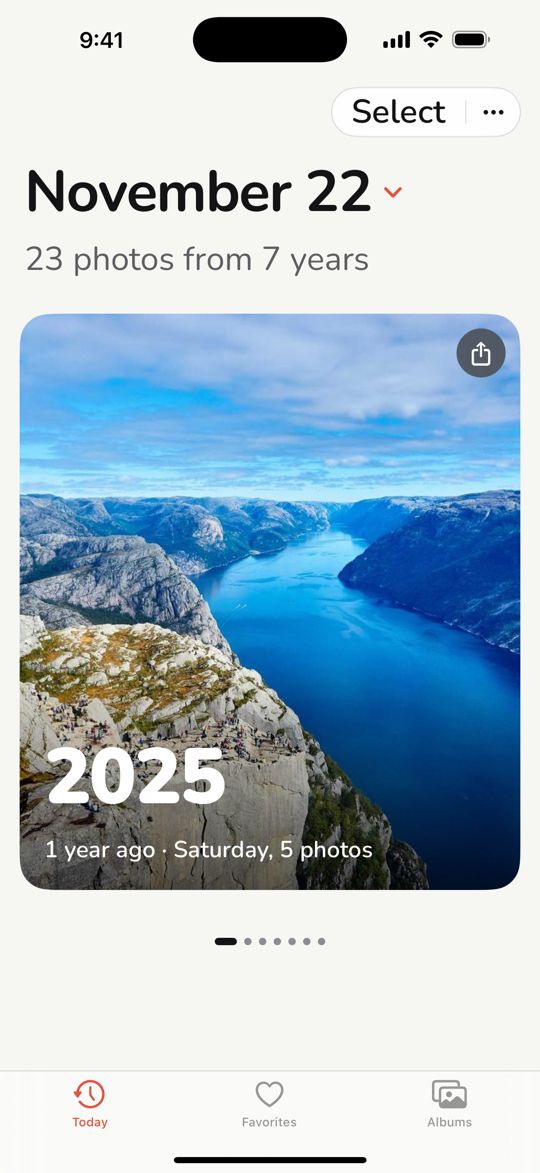 9:41
Select
November 22
23 photos from 7 years
2025
1 year ago · Saturday, 5 photos
Today
Favorites
Albums